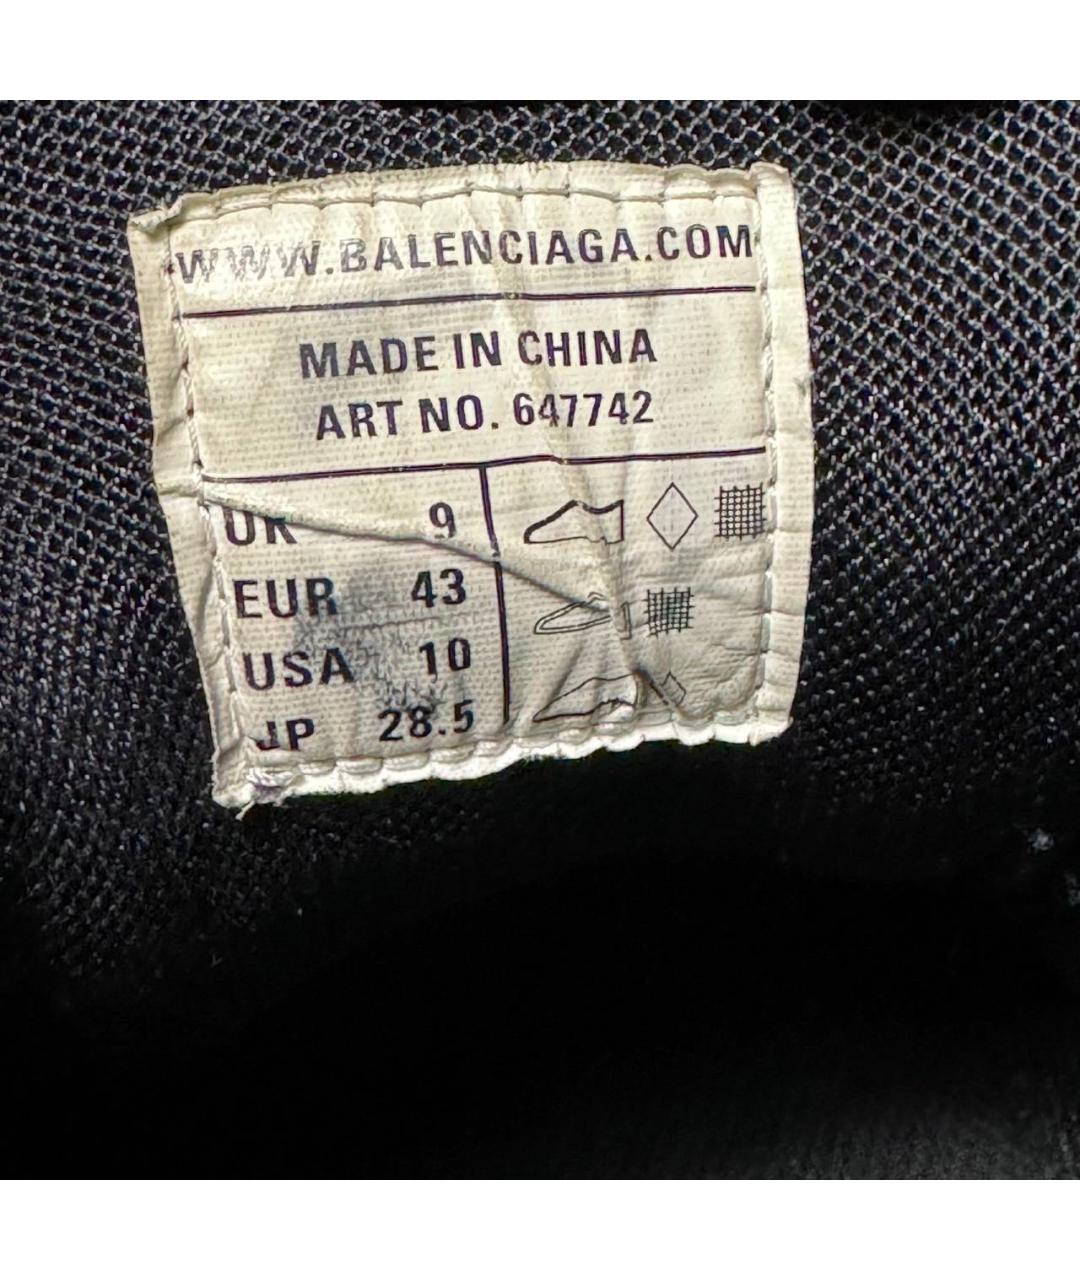 WWW.BALENCIAGA.COM
MADE IN CHINA
ART NO. 647742
UK 9
EUR 43
USA 10
JP 28.5